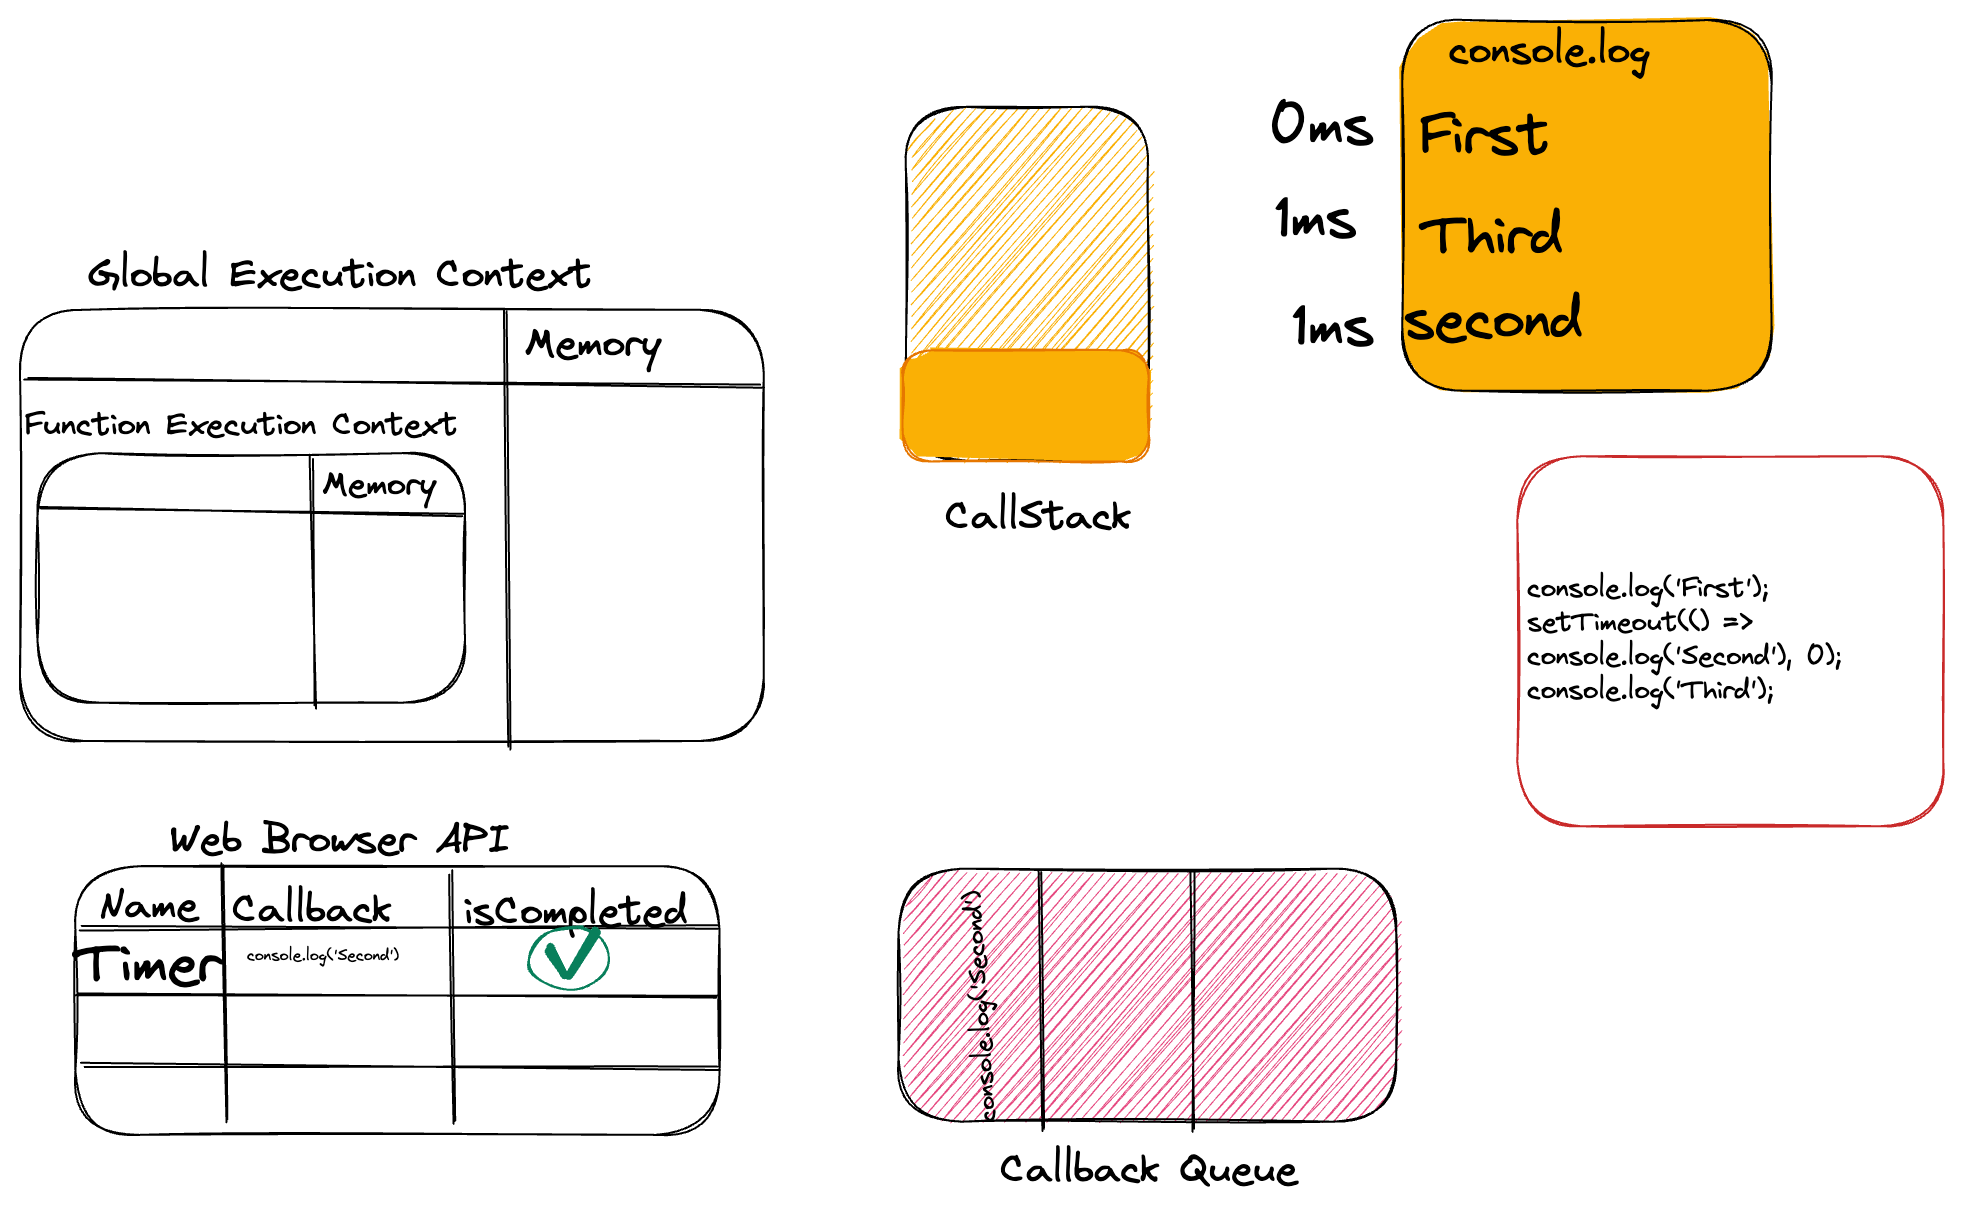 console.log
0ms First
1ms Third
1ms second
Global Execution Context
Memory
Function Execution Context
Memory
CallStack
console.log('First');
setTimeout(() =>
console.log('Second'), 0);
console.log('Third');
Web Browser API
Name Callback isCompleted
Timer console.log('Second')
console.log('Second')
Callback Queue